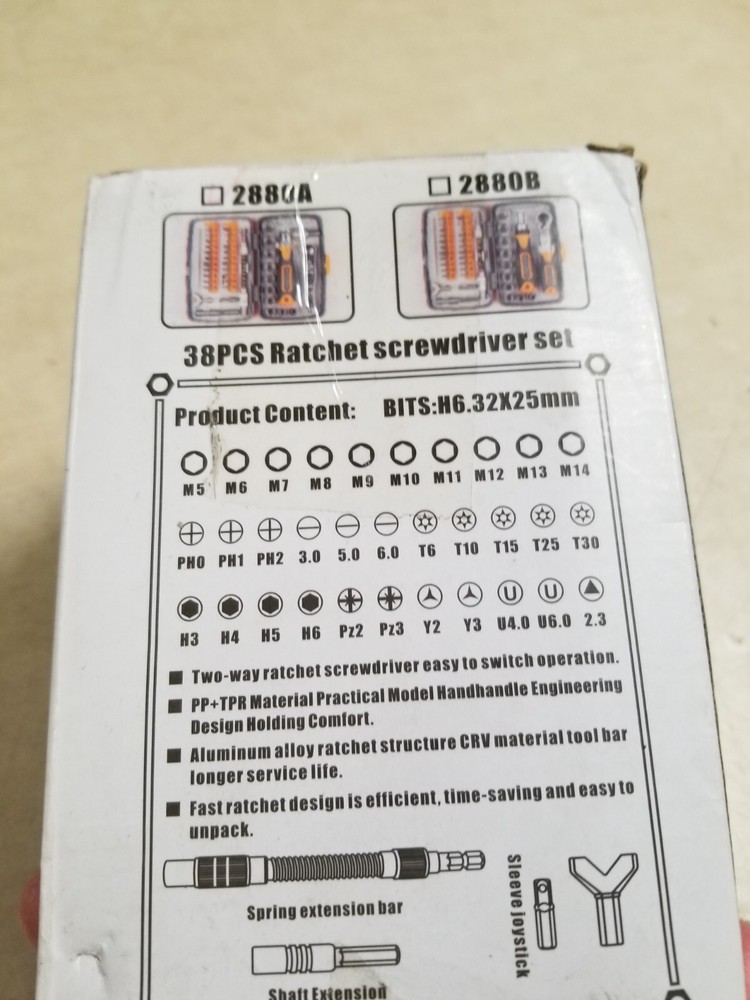 2880A 2880B
38PCS Ratchet screwdriver set
Product Content: BITS:H6.32X25mm
M5 M6 M7 M8 M9 M10 M11 M12 M13 M14
PH0 PH1 PH2 3.0 5.0 6.0 T6 T10 T15 T25 T30
U U
H3 H4 H5 H6 Pz2 Pz3 Y2 Y3 U4.0 U6.0 2.3
Two-way ratchet screwdriver easy to switch operation.
PP+TPR Material Practical Model Handhandle Engineering
Design Holding Comfort.
Aluminum alloy ratchet structure CRV material tool bar
longer service life.
Fast ratchet design is efficient, time-saving and easy to
unpack.
Spring extension bar
Sleeve joystick
Shaft Extension